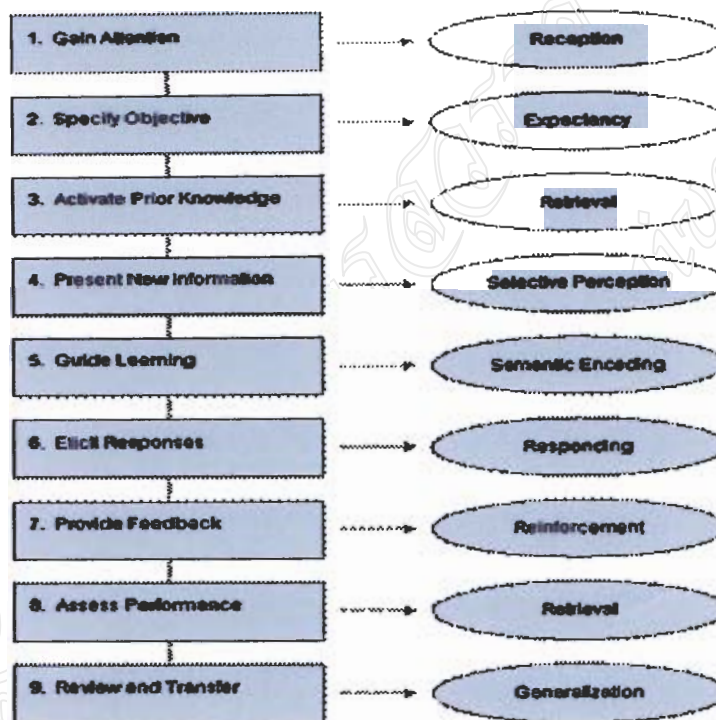 1. Gain Attention
Reception
2. Specify Objective
Expectancy
3. Activate Prior Knowledge
Retrieval
4. Present New Information
Selective Perception
5. Guide Learning
Semantic Encoding
6. Elicit Responses
Responding
7. Provide Feedback
Reinforcement
8. Assess Performance
Retrieval
9. Review and Transfer
Generalization